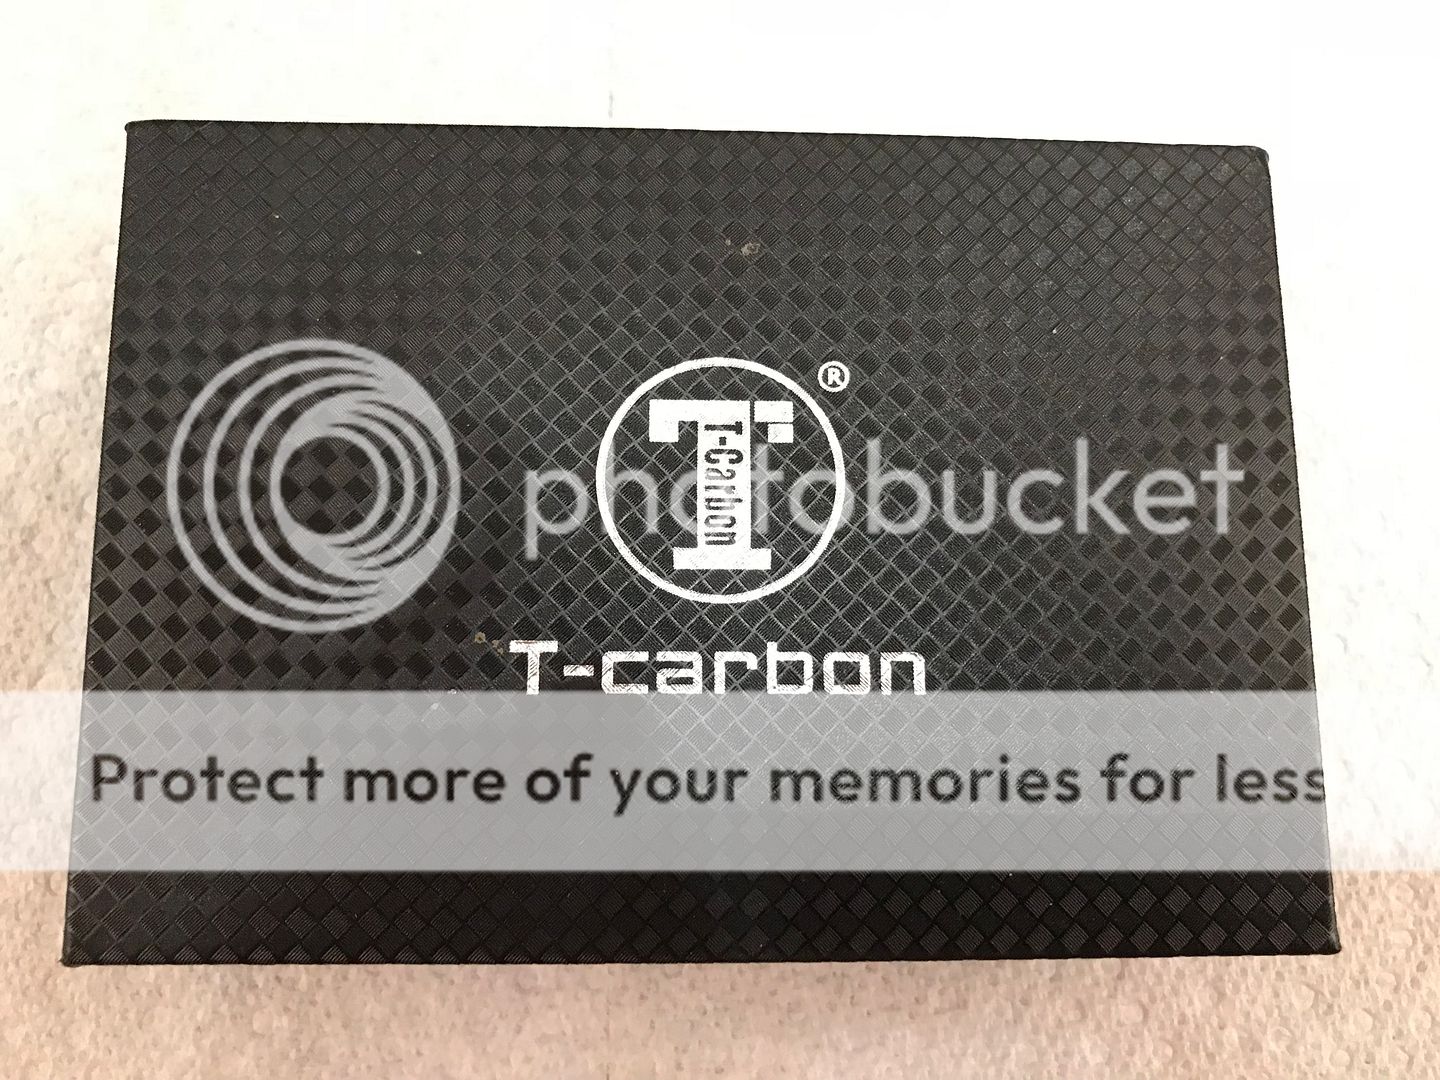 ®
T-Carbon
photobucket
T-carbon
Protect more of your memories for less